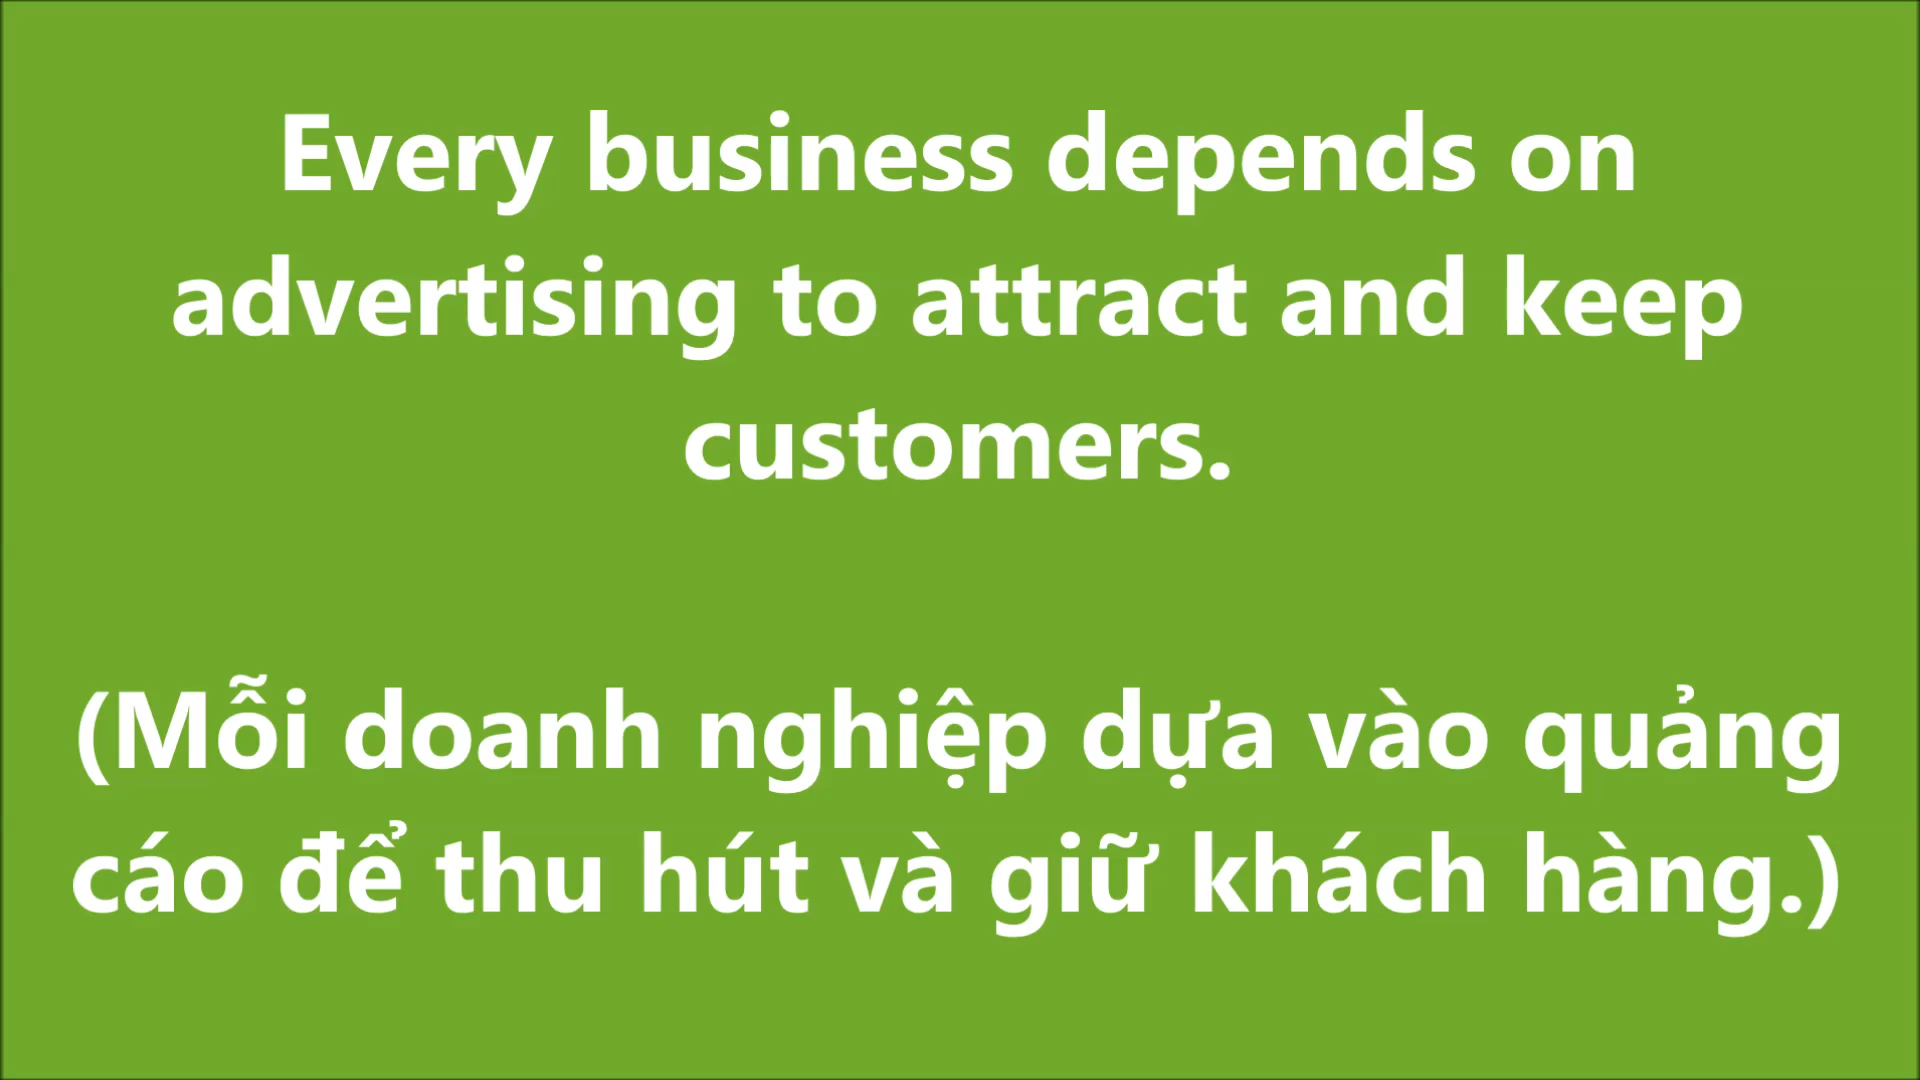 Every business depends on
advertising to attract and keep
customers.
(Mỗi doanh nghiệp dựa vào quảng
cáo để thu hút và giữ khách hàng.)